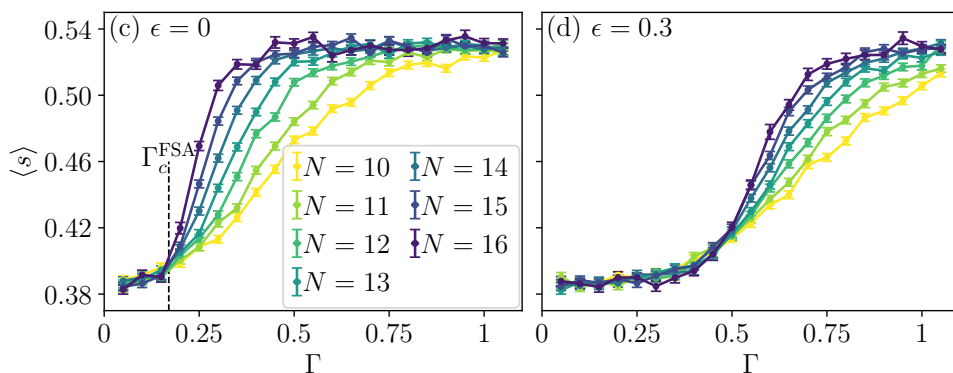 (c) ϵ = 0
(d) ϵ = 0.3
⟨s⟩
0.54
0.50
0.46
0.42
0.38
Γ_c^FSA
N = 10
N = 11
N = 12
N = 13
N = 14
N = 15
N = 16
0 0.25 0.5 0.75 1
Γ
0 0.25 0.5 0.75 1
Γ